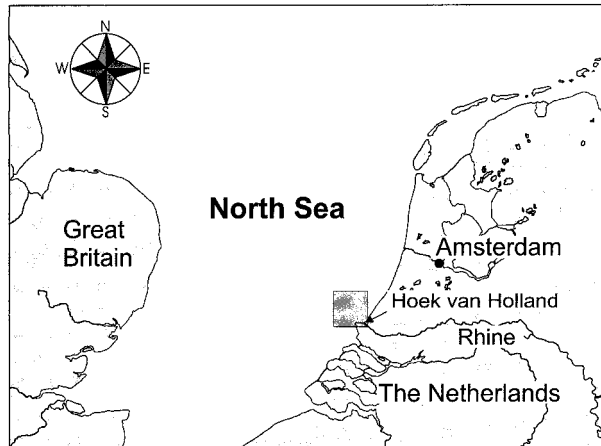 N
W E
S
North Sea
Great
Britain
Amsterdam
Hoek van Holland
Rhine
The Netherlands